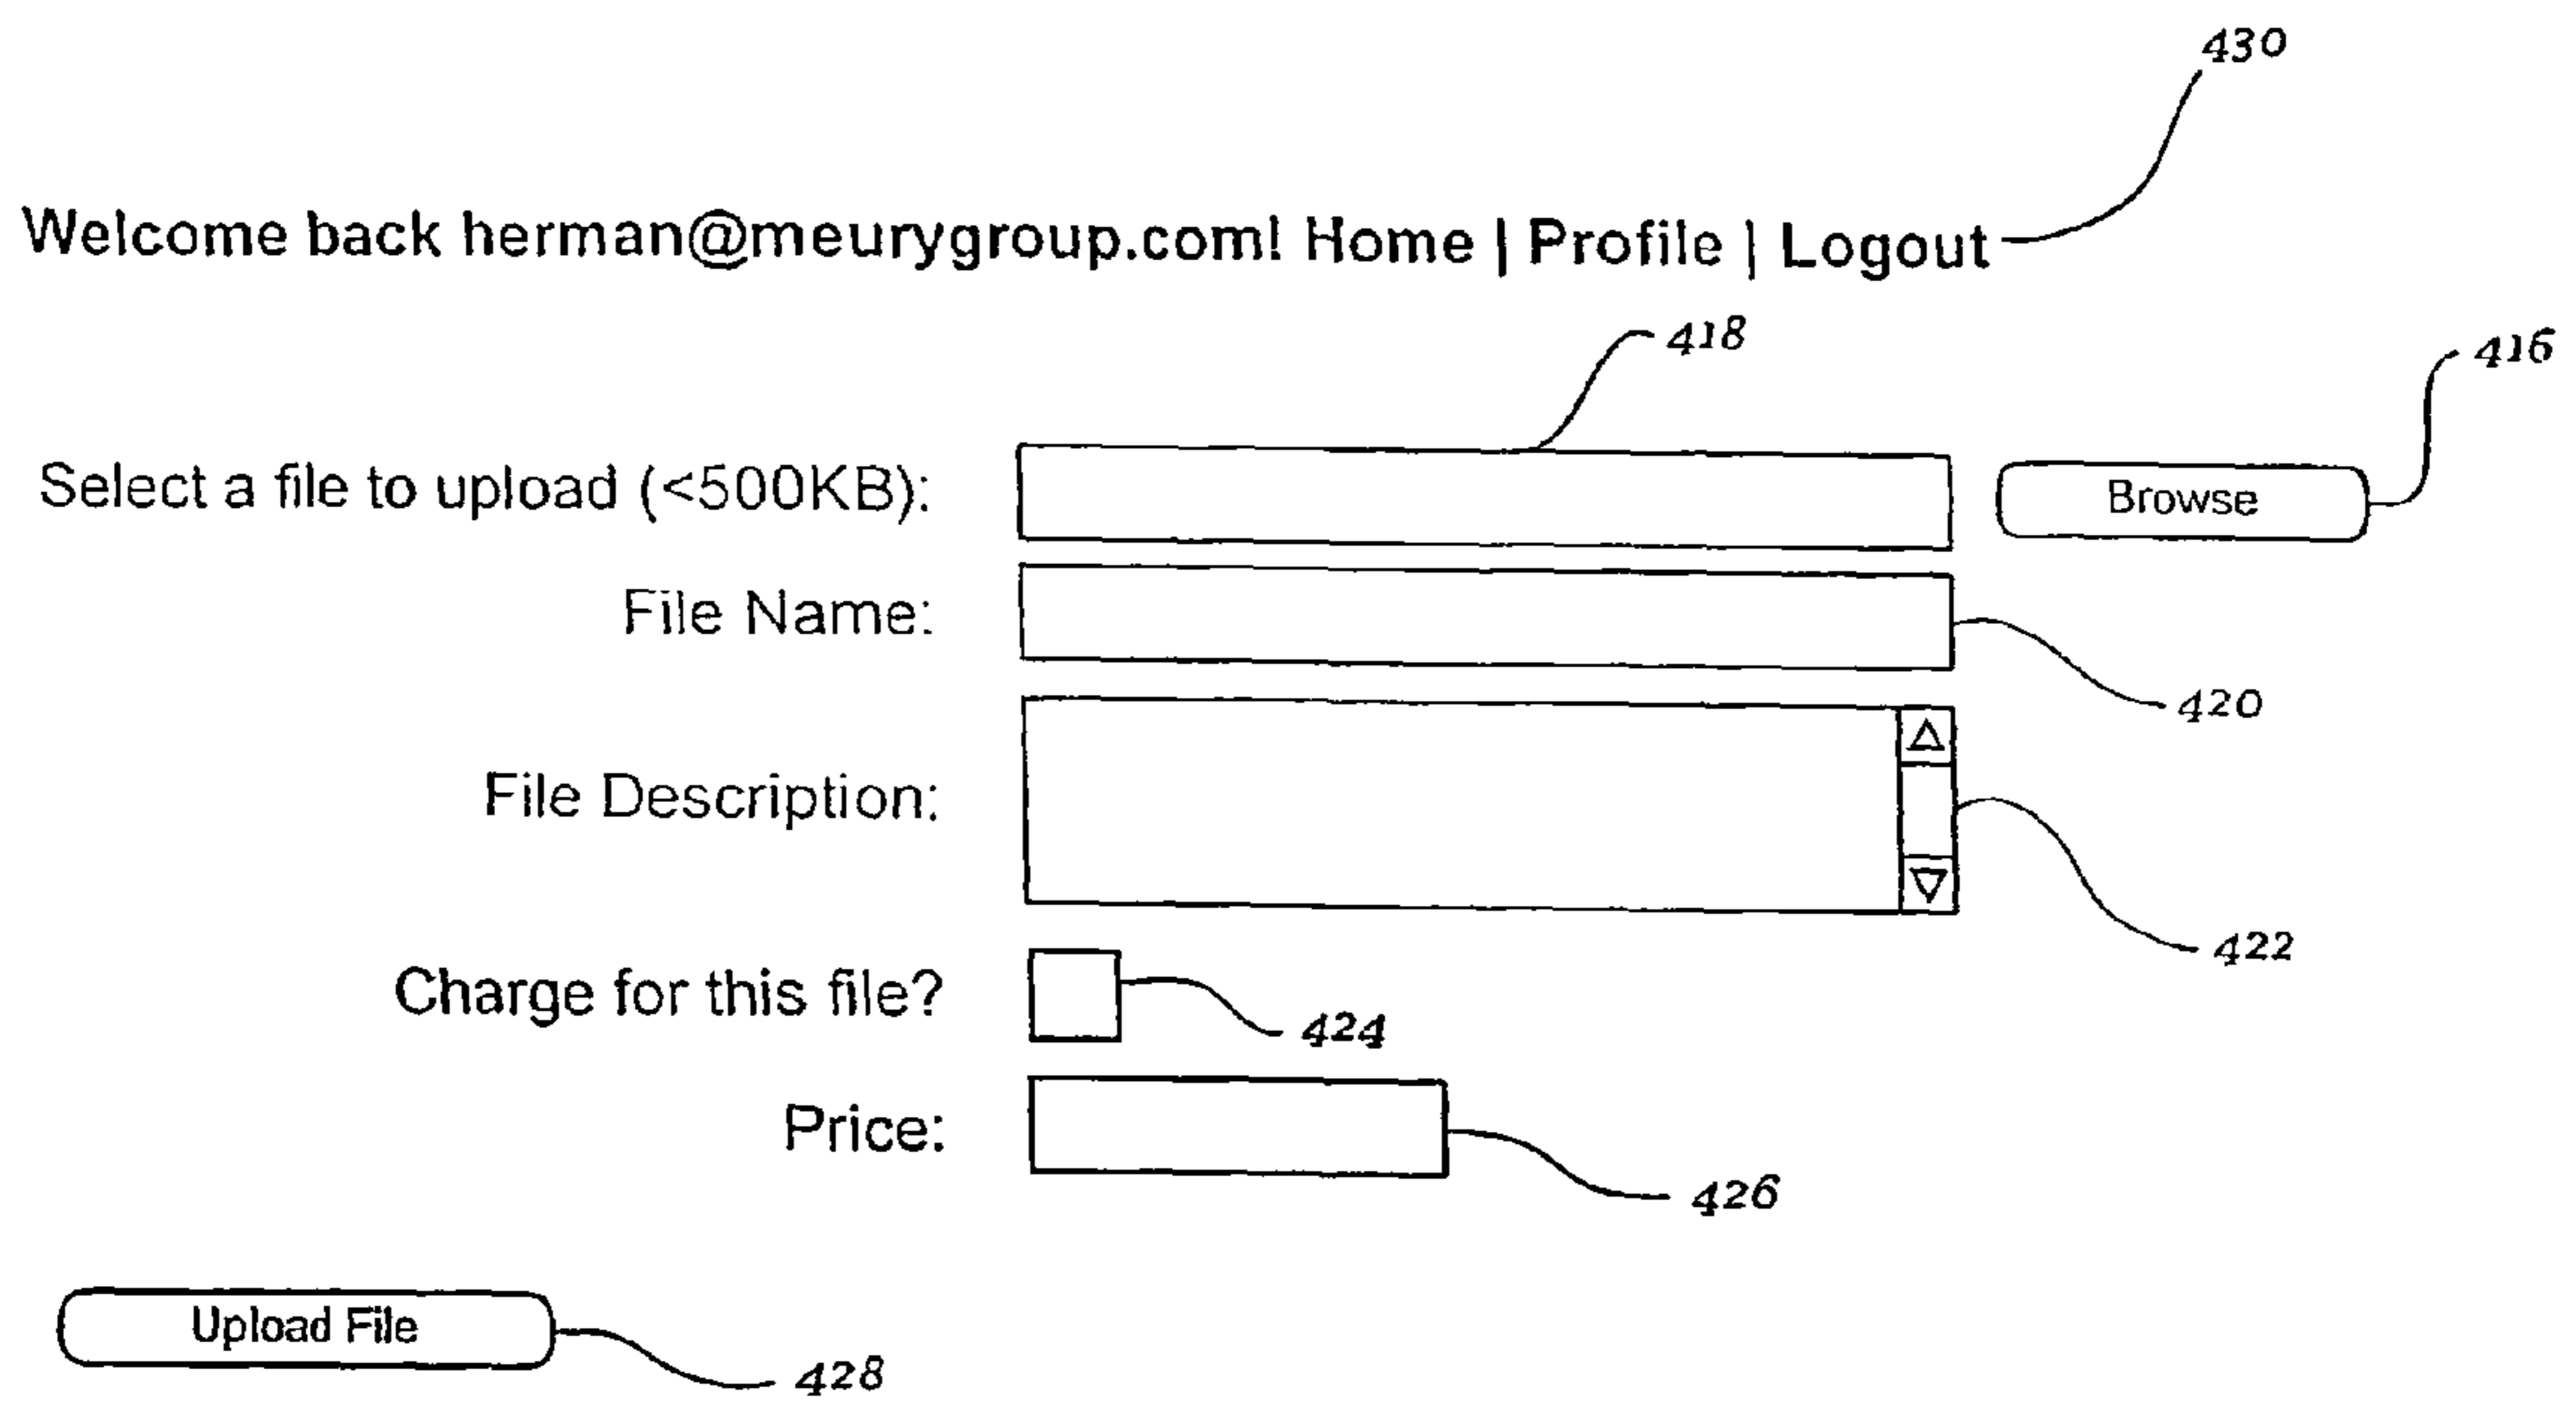 430
Welcome back herman@meurygroup.com! Home | Profile | Logout
418
416
Select a file to upload (<500KB):
Browse
File Name:
420
File Description:
422
Charge for this file?
424
Price:
426
Upload File
428